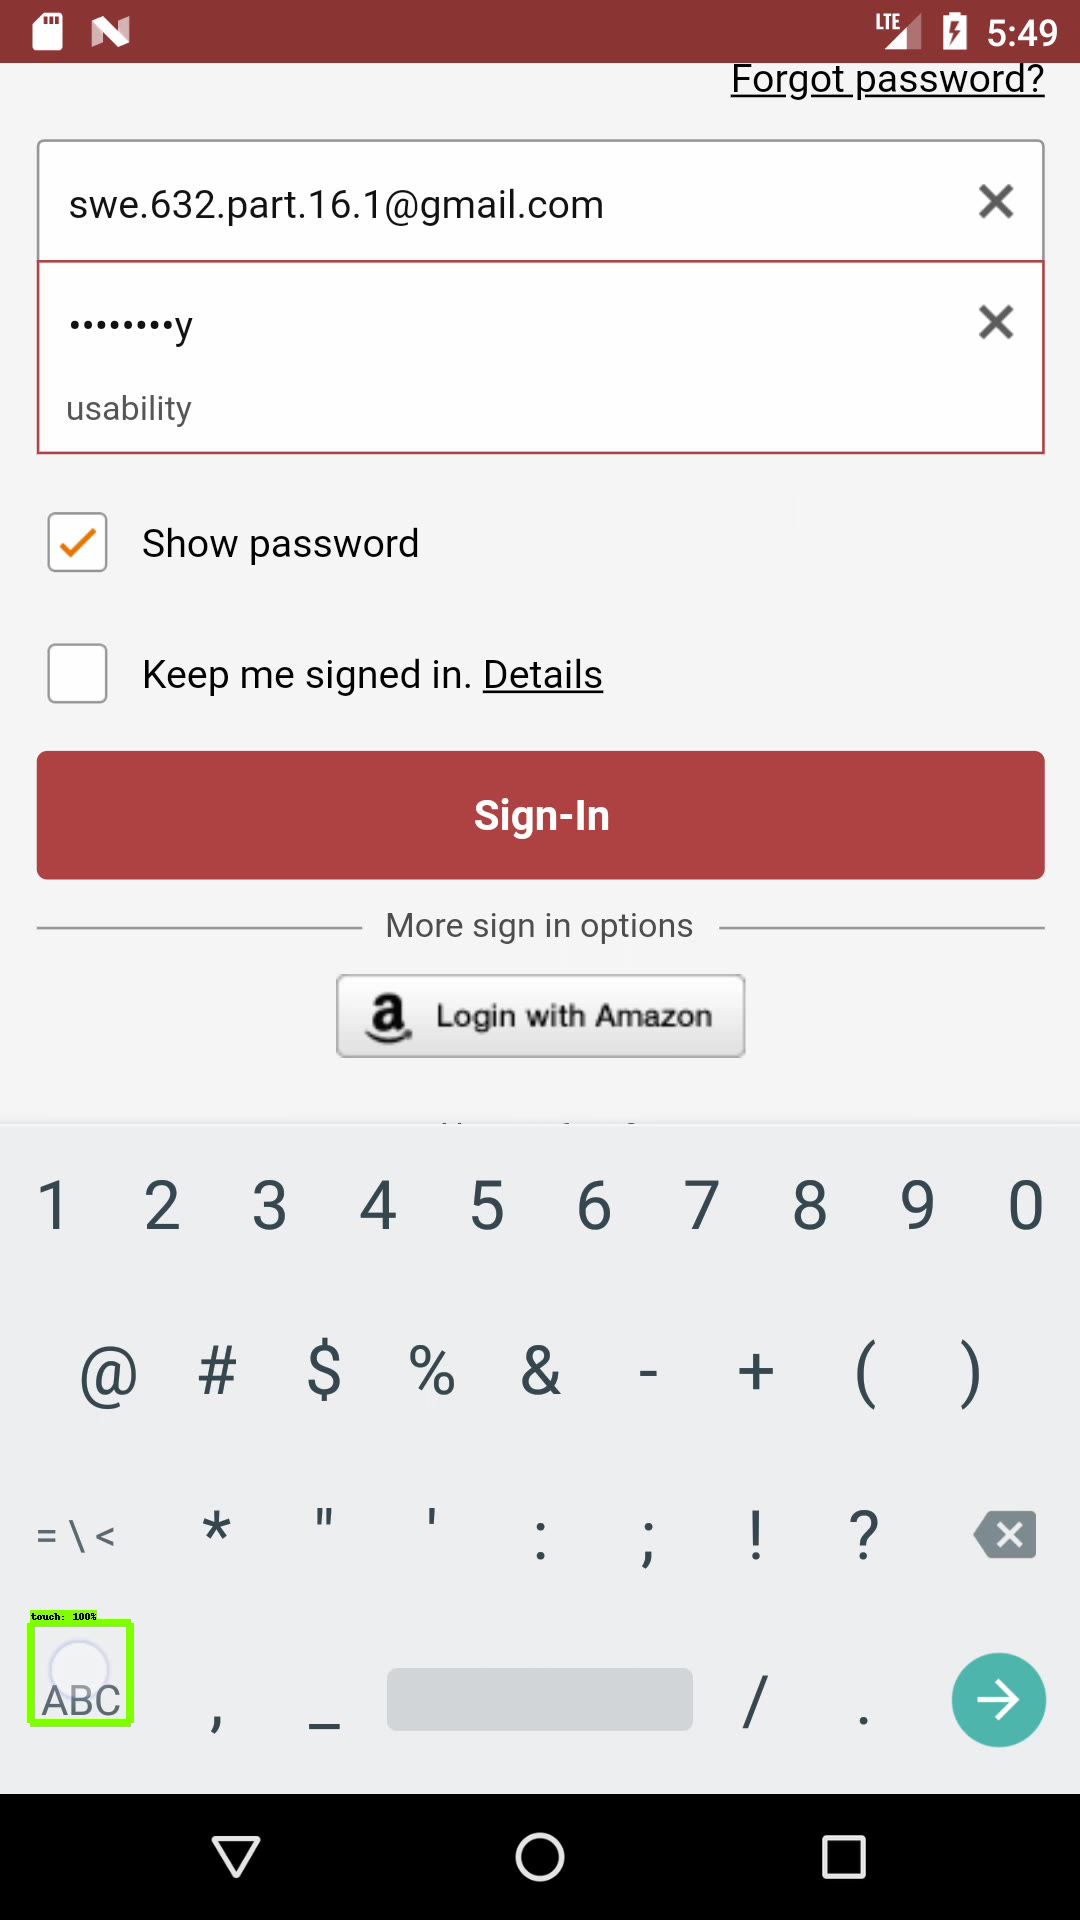 LTE 5:49
Forgot password?
swe.632.part.16.1@gmail.com
••••••••y
usability
Show password
Keep me signed in. Details
Sign-In
More sign in options
a Login with Amazon
1 2 3 4 5 6 7 8 9 0
@ # $ % & - + ( )
= \ < * " ' : ; ! ?
touch: 100%
ABC , _ / .